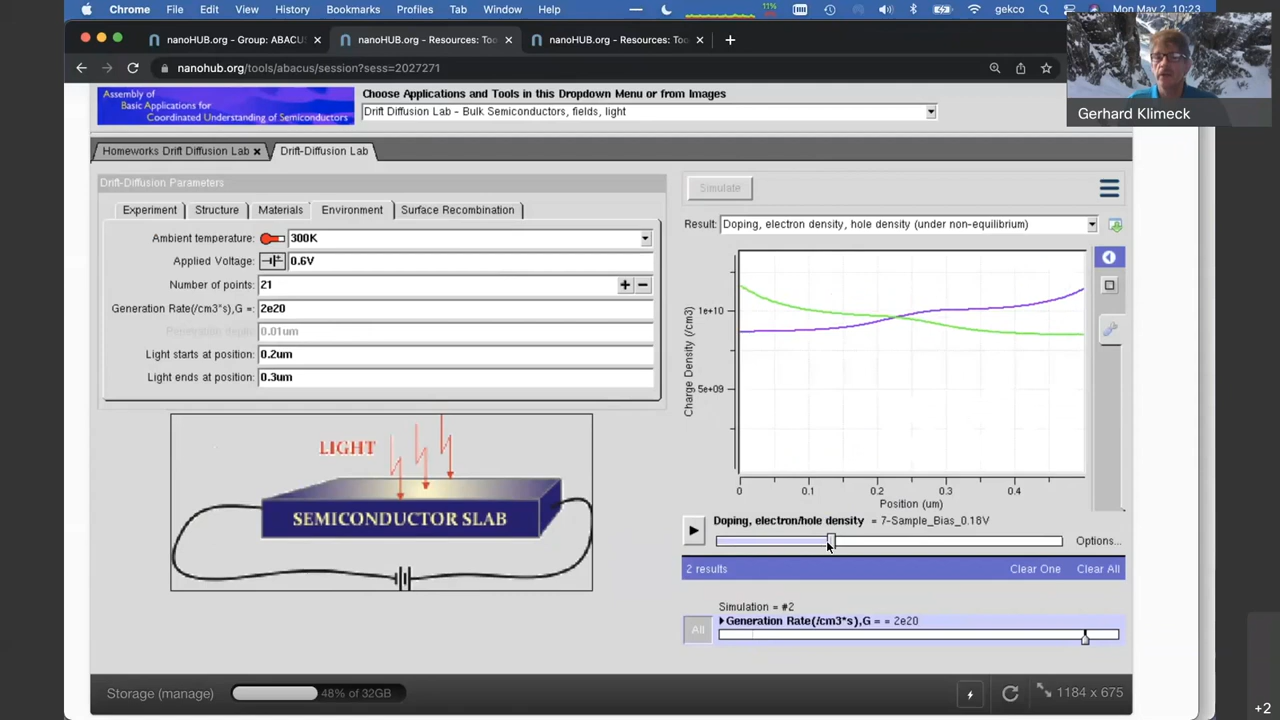 Chrome File Edit View History Bookmarks Profiles Tab Window Help 11% gekco Mon May 2 10:23
nanoHUB.org - Group: ABACUS nanoHUB.org - Resources: Too nanoHUB.org - Resources: Too
nanohub.org/tools/abacus/session?sess=2027271
Gerhard Klimeck
Assembly of
Basic Applications for
Coordinated Understanding of Semiconductors
Choose Applications and Tools in this Dropdown Menu or from Images
Drift Diffusion Lab - Bulk Semiconductors, fields, light
Homeworks Drift Diffusion Lab Drift-Diffusion Lab
Drift-Diffusion Parameters
Experiment Structure Materials Environment Surface Recombination
Ambient temperature: 300K
Applied Voltage: 0.6V
Number of points: 21
Generation Rate(/cm3*s),G =: 2e20
Penetration depth: 0.01um
Light starts at position: 0.2um
Light ends at position: 0.3um
LIGHT
SEMICONDUCTOR SLAB
Simulate
Result: Doping, electron density, hole density (under non-equilibrium)
Charge Density (/cm3)
1e+10
5e+09
0 0.1 0.2 0.3 0.4
Position (um)
Doping, electron/hole density = 7-Sample_Bias_0.18V
Options...
2 results Clear One Clear All
Simulation = #2
All Generation Rate(/cm3*s),G = = 2e20
Storage (manage) 48% of 32GB 1184 x 675
+2